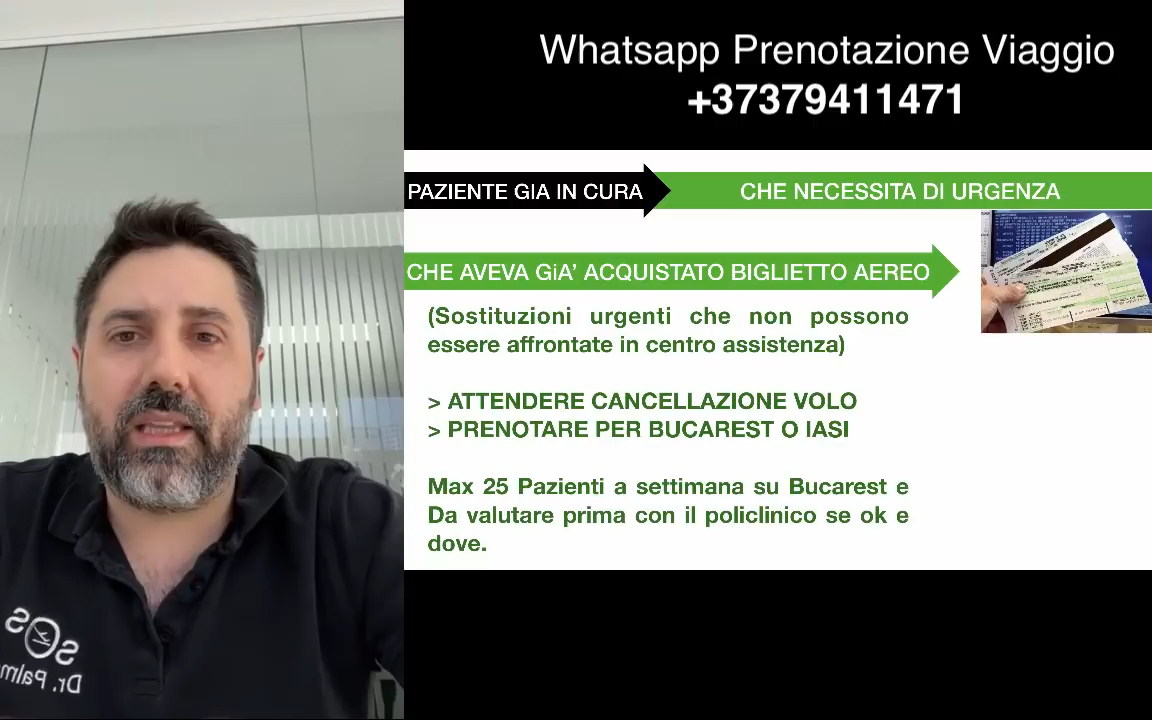 Whatsapp Prenotazione Viaggio
+37379411471
PAZIENTE GIA IN CURA
CHE NECESSITA DI URGENZA
CHE AVEVA GiA' ACQUISTATO BIGLIETTO AEREO
(Sostituzioni urgenti che non possono
essere affrontate in centro assistenza)
> ATTENDERE CANCELLAZIONE VOLO
> PRENOTARE PER BUCAREST O IASI
Max 25 Pazienti a settimana su Bucarest e
Da valutare prima con il policlinico se ok e
dove.
SOS
Dr. Palm